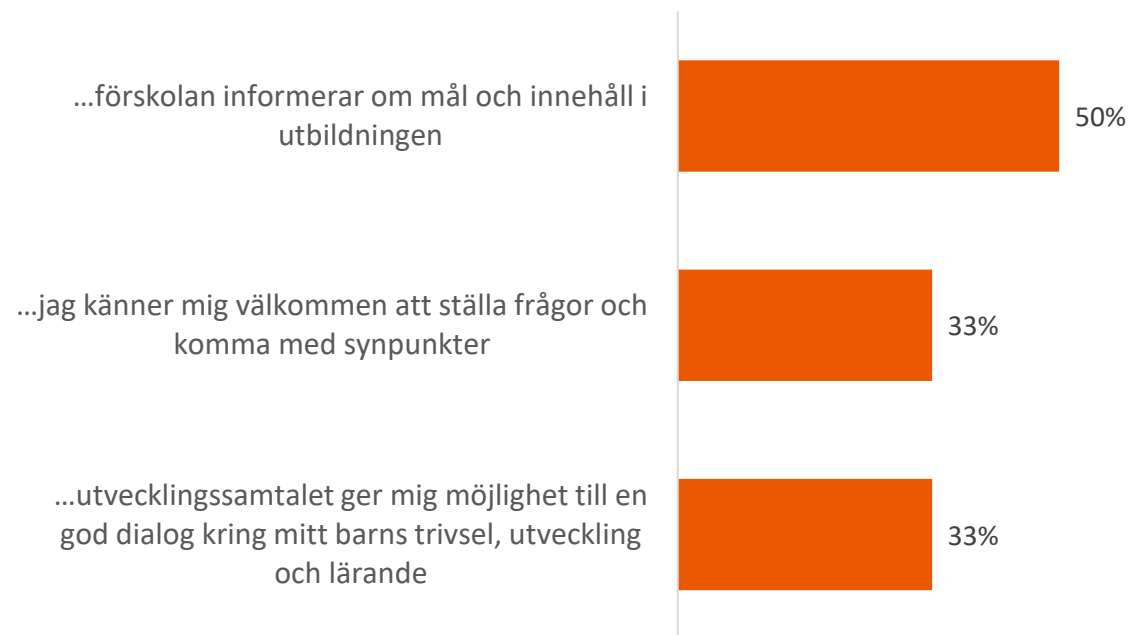 ...förskolan informerar om mål och innehåll i
utbildningen
50%
...jag känner mig välkommen att ställa frågor och
komma med synpunkter
33%
...utvecklingssamtalet ger mig möjlighet till en
god dialog kring mitt barns trivsel, utveckling
och lärande
33%